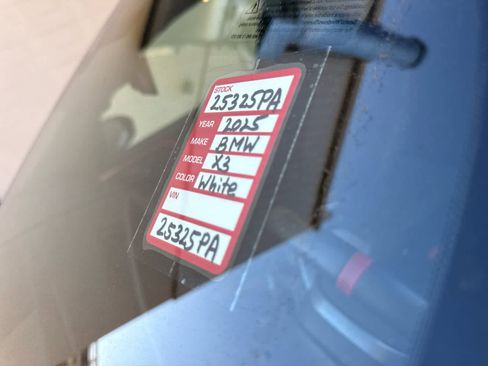 STOCK
25325PA
YEAR 2025
MAKE BMW
MODEL X3
COLOR White
VIN
25325PA